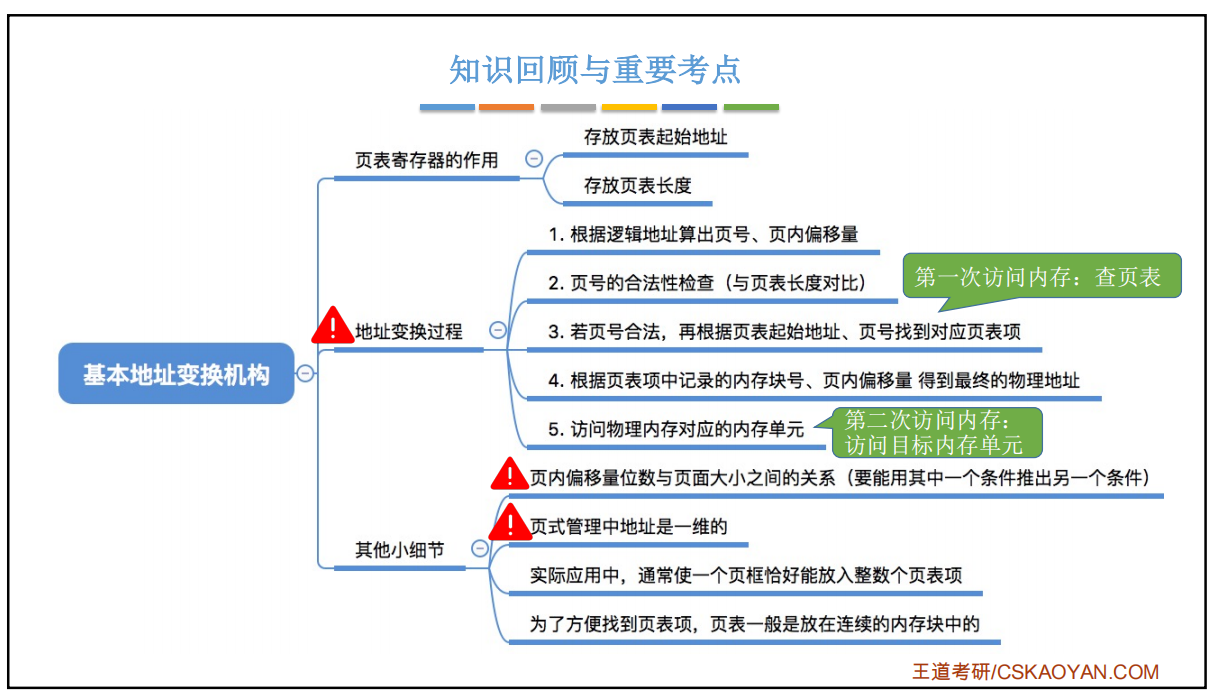 知识回顾与重要考点
基本地址变换机构
页表寄存器的作用
存放页表起始地址
存放页表长度
地址变换过程
1. 根据逻辑地址算出页号、页内偏移量
2. 页号的合法性检查（与页表长度对比）
第一次访问内存：查页表
3. 若页号合法，再根据页表起始地址、页号找到对应页表项
4. 根据页表项中记录的内存块号、页内偏移量 得到最终的物理地址
5. 访问物理内存对应的内存单元
第二次访问内存：
访问目标内存单元
其他小细节
页内偏移量位数与页面大小之间的关系（要能用其中一个条件推出另一个条件）
页式管理中地址是一维的
实际应用中，通常使一个页框恰好能放入整数个页表项
为了方便找到页表项，页表一般是放在连续的内存块中的
王道考研/CSKAOYAN.COM